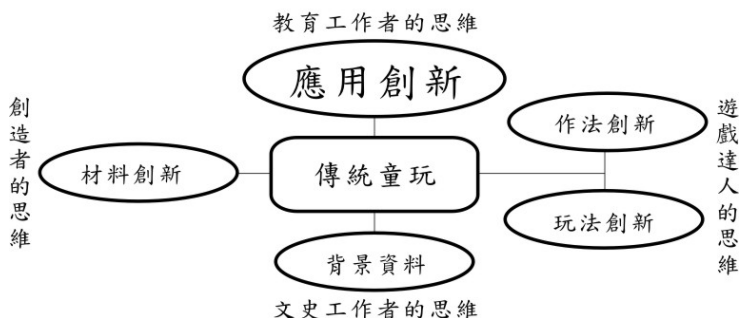 教育工作者的思維
應用創新
創造者的思維
材料創新
傳統童玩
作法創新
玩法創新
遊戲達人的思維
背景資料
文史工作者的思維